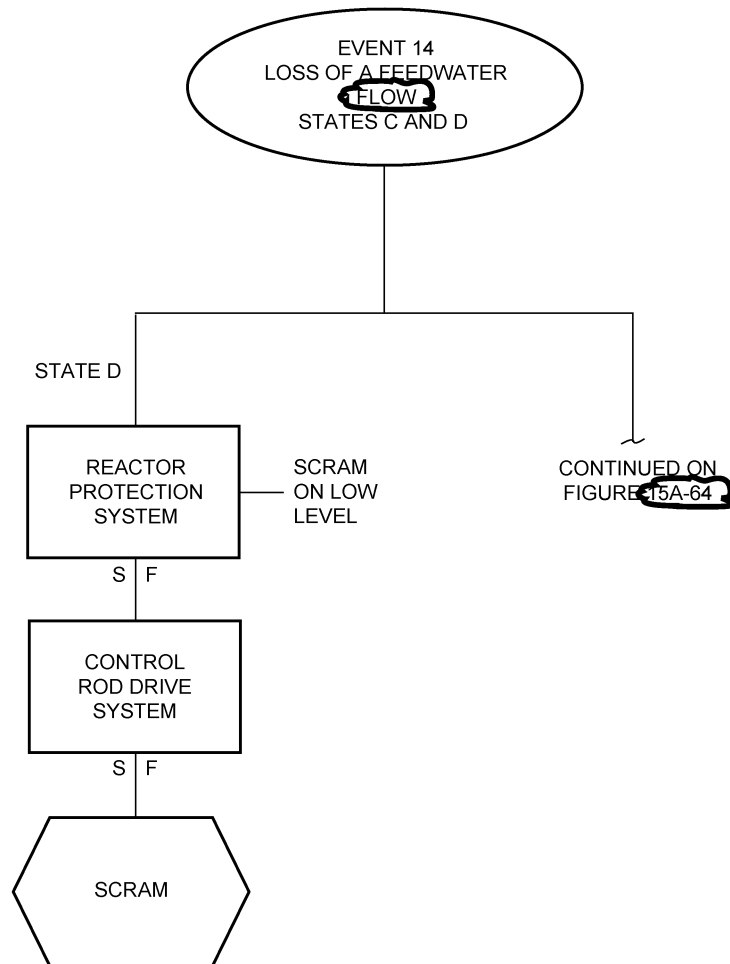 EVENT 14
LOSS OF A FEEDWATER
FLOW
STATES C AND D
STATE D
REACTOR
PROTECTION
SYSTEM
SCRAM
ON LOW
LEVEL
CONTINUED ON
FIGURE 15A-64
S F
CONTROL
ROD DRIVE
SYSTEM
S F
SCRAM